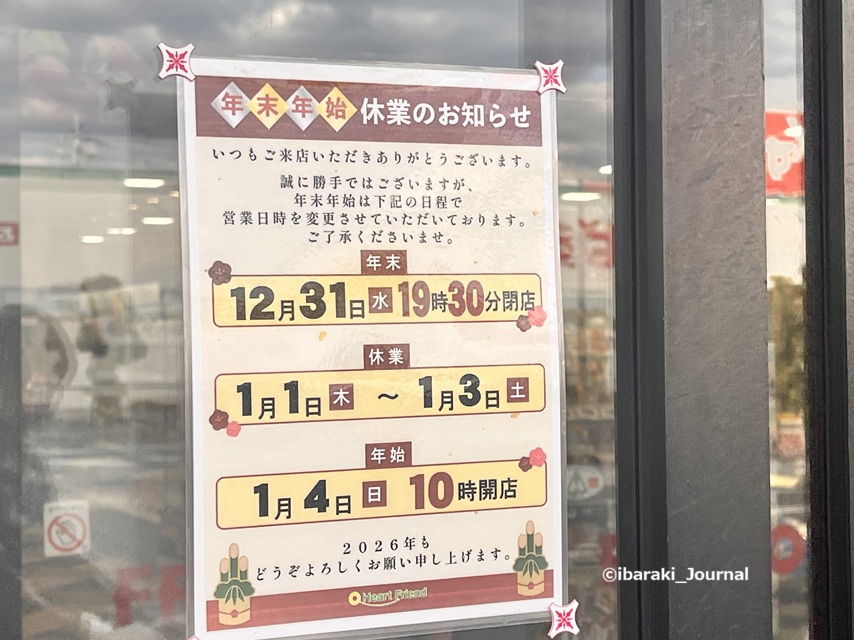 年末年始 休業のお知らせ
いつもご来店いただきありがとうございます。
誠に勝手ではございますが、
年末年始は下記の日程で
営業日時を変更させていただいております。
ご了承くださいませ。
年末
12月31日 水 19時30分閉店
休業
1月1日 木 ～ 1月3日 土
年始
1月4日 日 10時開店
2026年も
どうぞよろしくお願い申し上げます。
Heart Friend
©ibaraki_Journal